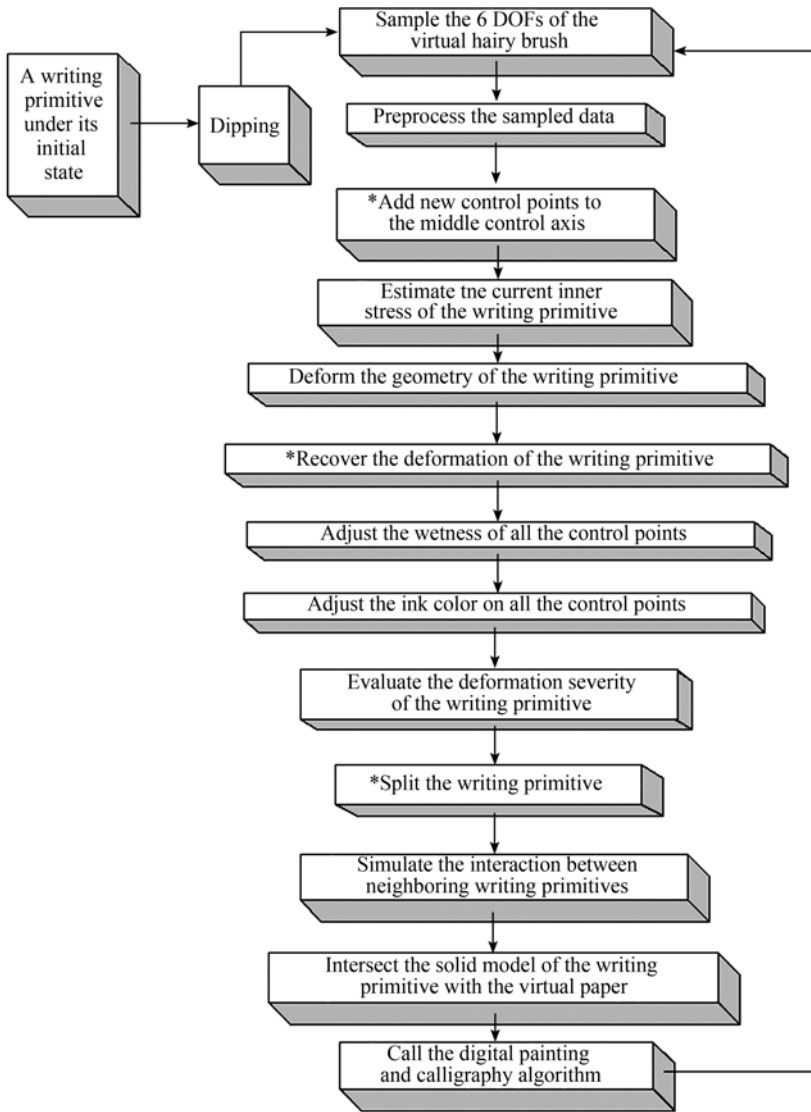 A writing
primitive
under its
initial
state
Dipping
Sample the 6 DOFs of the
virtual hairy brush
Preprocess the sampled data
*Add new control points to
the middle control axis
Estimate tne current inner
stress of the writing primitive
Deform the geometry of the writing primitive
*Recover the deformation of the writing primitive
Adjust the wetness of all the control points
Adjust the ink color on all the control points
Evaluate the deformation severity
of the writing primitive
*Split the writing primitive
Simulate the interaction between
neighboring writing primitives
Intersect the solid model of the writing
primitive with the virtual paper
Call the digital painting
and calligraphy algorithm